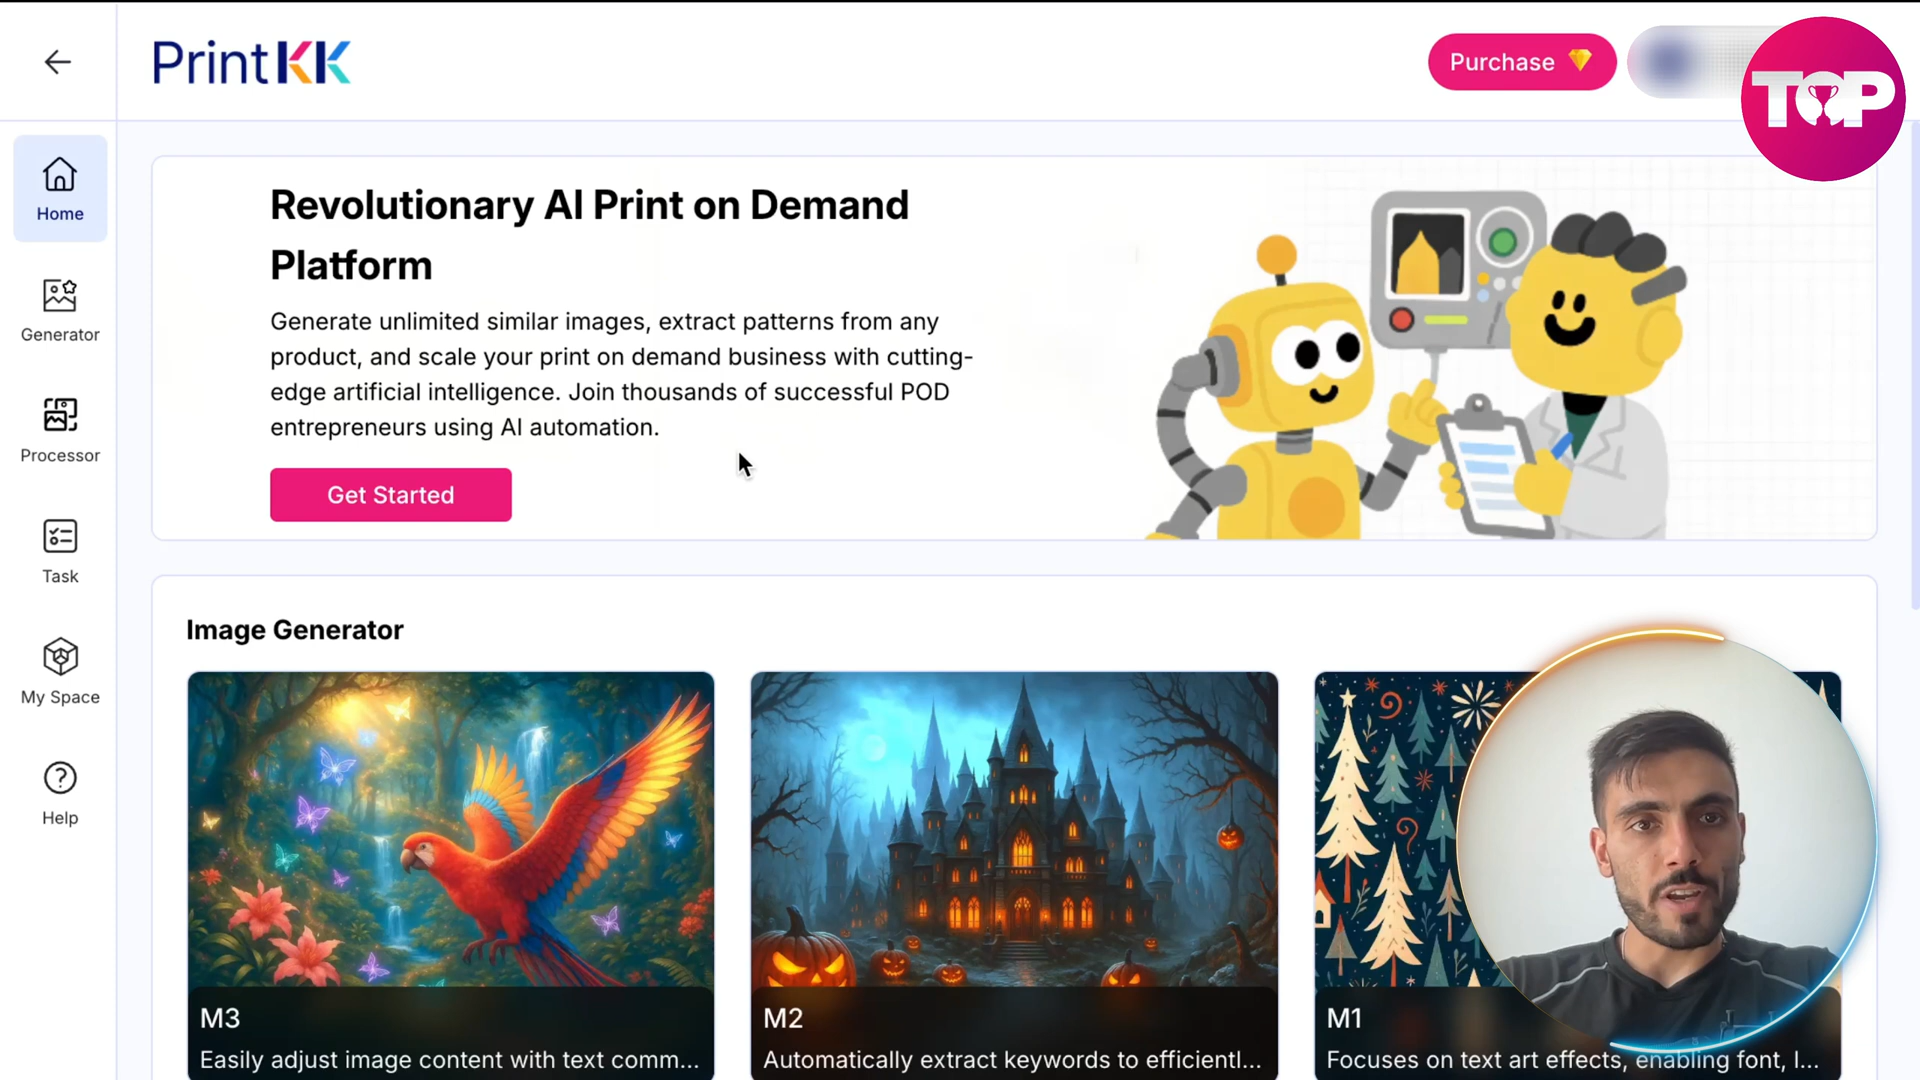 PrintKK
Purchase
TOP
Home
Generator
Processor
Task
My Space
Help
Revolutionary AI Print on Demand
Platform
Generate unlimited similar images, extract patterns from any
product, and scale your print on demand business with cutting-
edge artificial intelligence. Join thousands of successful POD
entrepreneurs using AI automation.
Get Started
Image Generator
M3
Easily adjust image content with text comm...
M2
Automatically extract keywords to efficientl...
M1
Focuses on text art effects, enabling font, l...